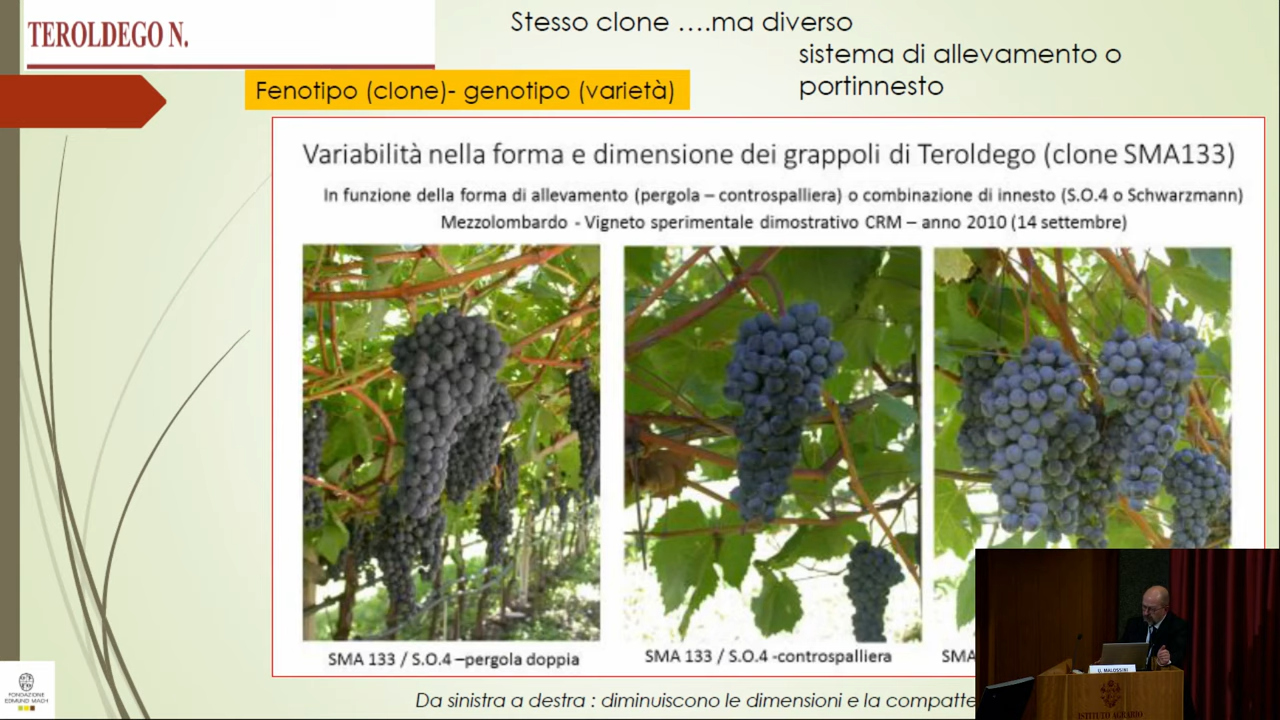 TEROLDEGO N.
Stesso clone ....ma diverso
sistema di allevamento o
portinnesto
Fenotipo (clone)- genotipo (varietà)
Variabilità nella forma e dimensione dei grappoli di Teroldego (clone SMA133)
In funzione della forma di allevamento (pergola – controspalliera) o combinazione di innesto (S.O.4 o Schwarzmann)
Mezzolombardo - Vigneto sperimentale dimostrativo CRM – anno 2010 (14 settembre)
SMA 133 / S.O.4 –pergola doppia
SMA 133 / S.O.4 -controspalliera
SMA
Da sinistra a destra : diminuiscono le dimensioni e la compatte
FONDAZIONE
EDMUND MACH
U. MALOSSINI
ISTITUTO AGRARIO